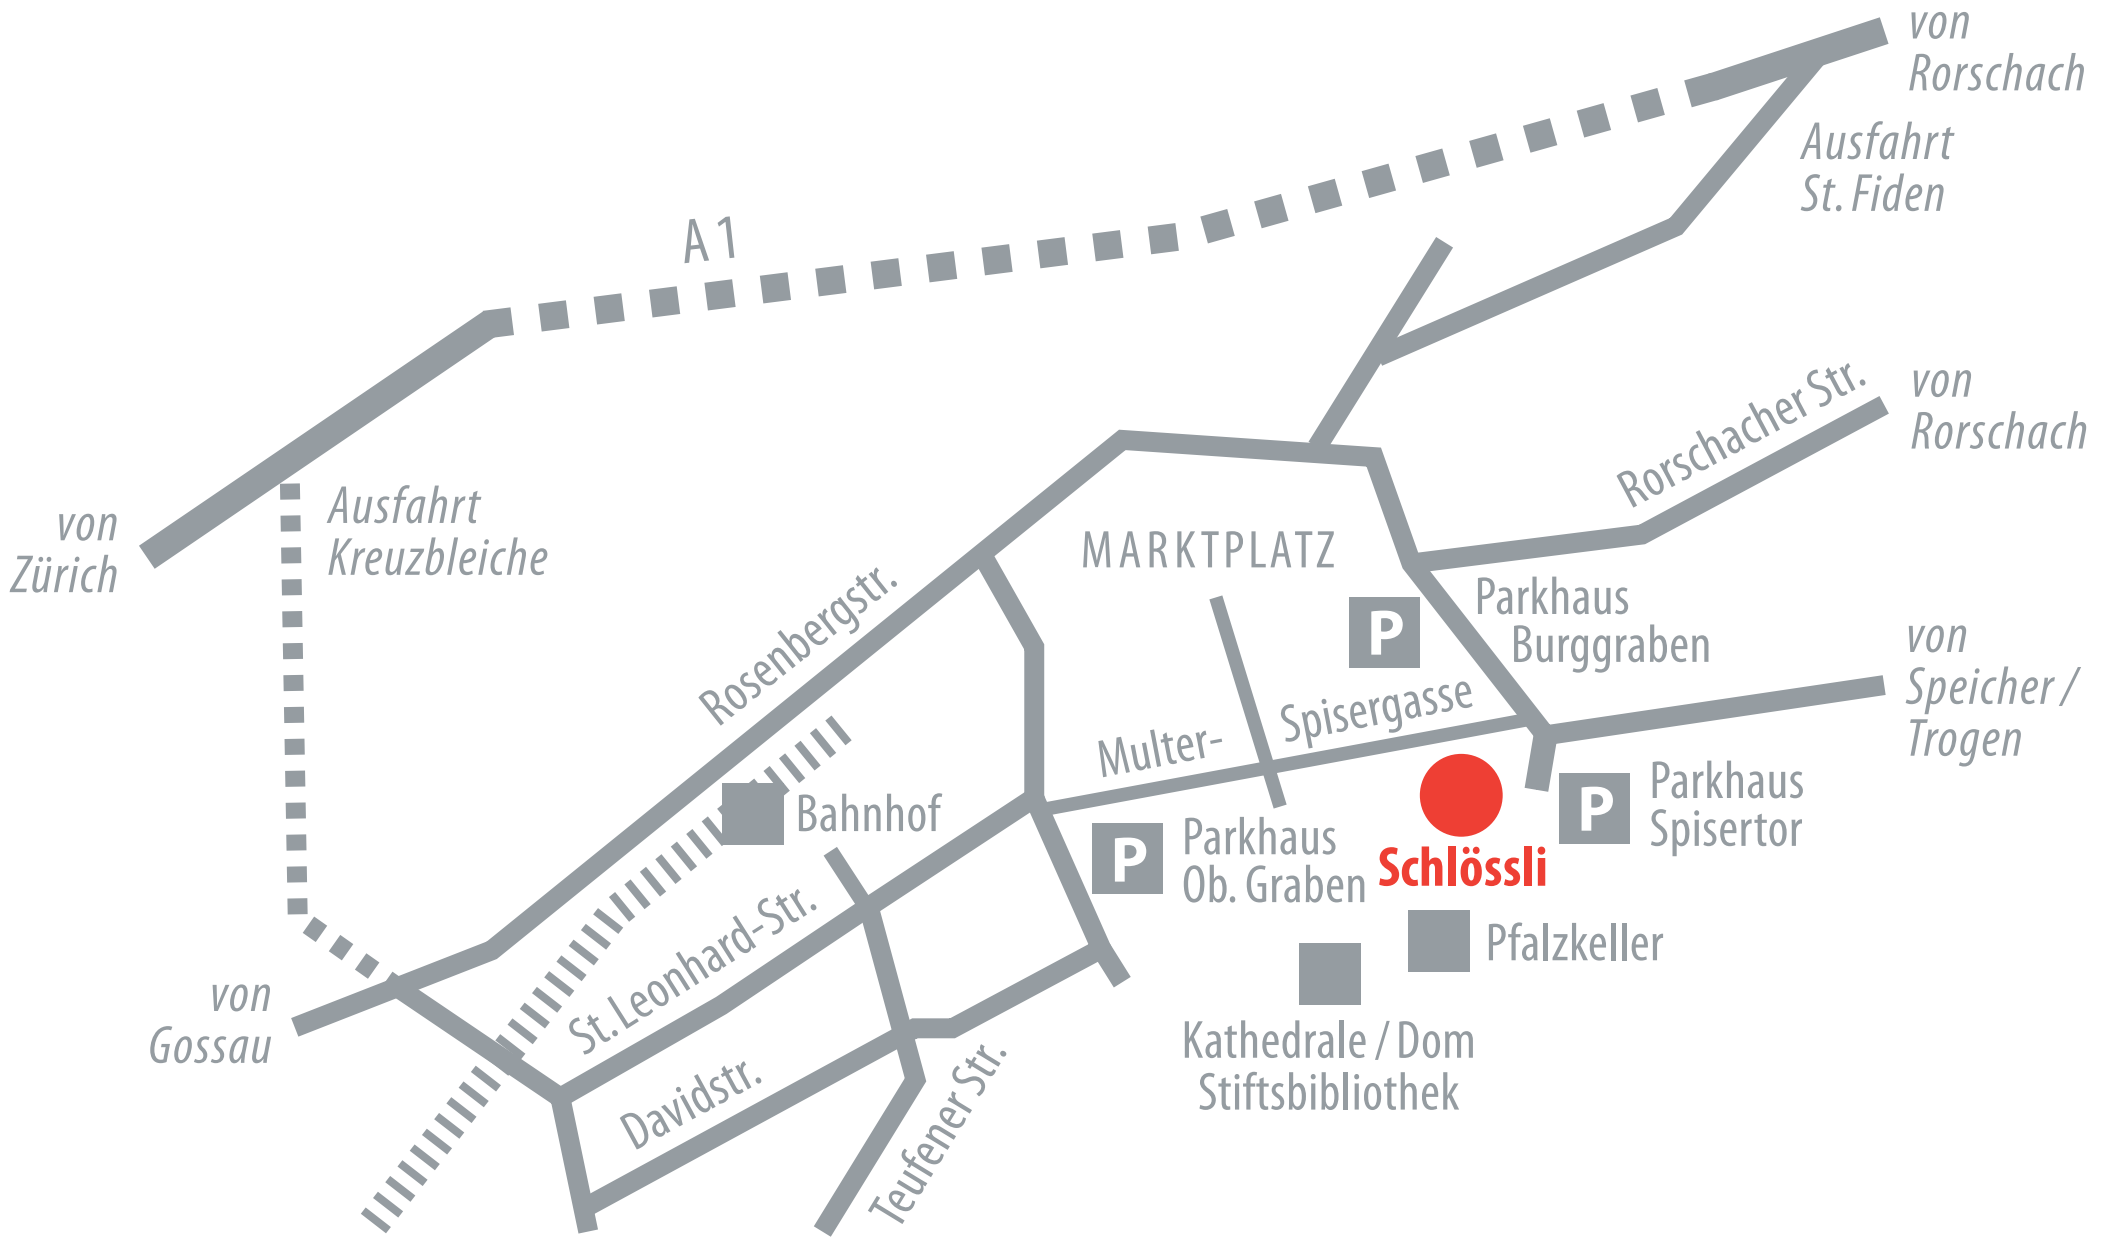 von
Rorschach
Ausfahrt
St. Fiden
A 1
von
Rorschach
Rorschacher Str.
von
Zürich
Ausfahrt
Kreuzbleiche
MARKTPLATZ
Rosenbergstr.
P
Parkhaus
Burggraben
von
Speicher /
Trogen
Multer-
Spisergasse
Bahnhof
P
Parkhaus
Spisertor
P
Parkhaus
Ob. Graben
Schlössli
St. Leonhard-Str.
Pfalzkeller
von
Gossau
Kathedrale / Dom
Stiftsbibliothek
Davidstr.
Teufener Str.